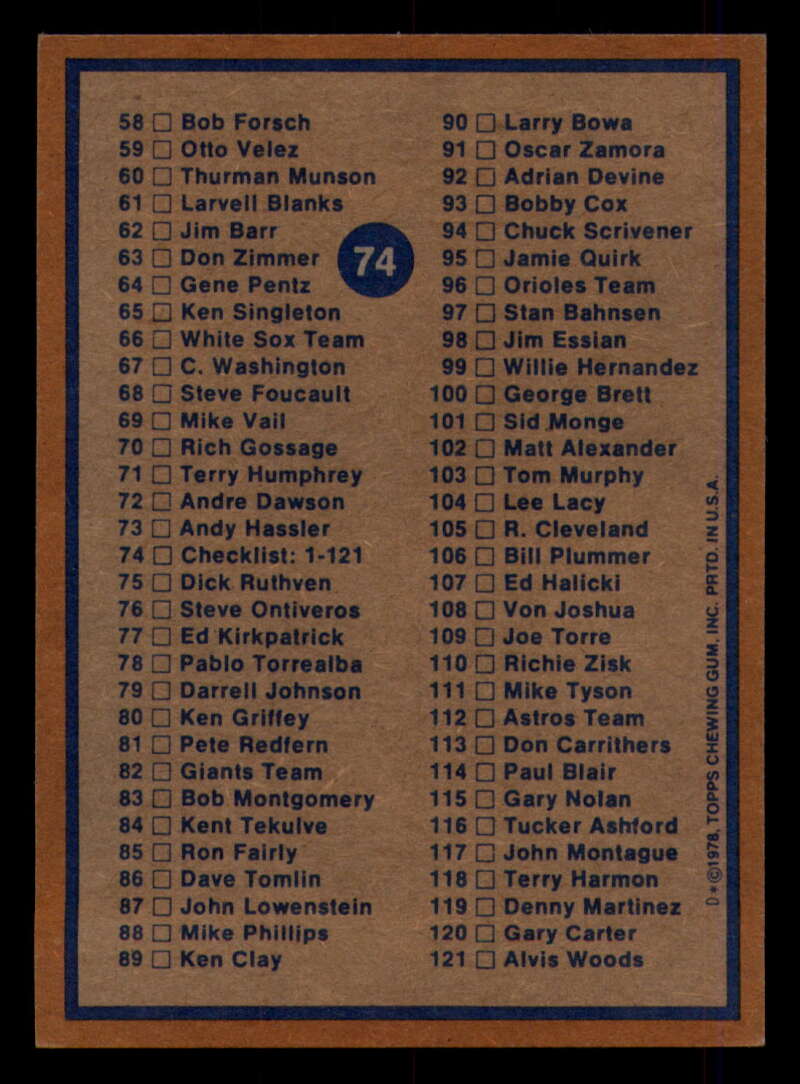 58 □ Bob Forsch
59 □ Otto Velez
60 □ Thurman Munson
61 □ Larvell Blanks
62 □ Jim Barr
63 □ Don Zimmer
64 □ Gene Pentz
65 □ Ken Singleton
66 □ White Sox Team
67 □ C. Washington
68 □ Steve Foucault
69 □ Mike Vail
70 □ Rich Gossage
71 □ Terry Humphrey
72 □ Andre Dawson
73 □ Andy Hassler
74 □ Checklist: 1-121
75 □ Dick Ruthven
76 □ Steve Ontiveros
77 □ Ed Kirkpatrick
78 □ Pablo Torrealba
79 □ Darrell Johnson
80 □ Ken Griffey
81 □ Pete Redfern
82 □ Giants Team
83 □ Bob Montgomery
84 □ Kent Tekulve
85 □ Ron Fairly
86 □ Dave Tomlin
87 □ John Lowenstein
88 □ Mike Phillips
89 □ Ken Clay
74
90 □ Larry Bowa
91 □ Oscar Zamora
92 □ Adrian Devine
93 □ Bobby Cox
94 □ Chuck Scrivener
95 □ Jamie Quirk
96 □ Orioles Team
97 □ Stan Bahnsen
98 □ Jim Essian
99 □ Willie Hernandez
100 □ George Brett
101 □ Sid Monge
102 □ Matt Alexander
103 □ Tom Murphy
104 □ Lee Lacy
105 □ R. Cleveland
106 □ Bill Plummer
107 □ Ed Halicki
108 □ Von Joshua
109 □ Joe Torre
110 □ Richie Zisk
111 □ Mike Tyson
112 □ Astros Team
113 □ Don Carrithers
114 □ Paul Blair
115 □ Gary Nolan
116 □ Tucker Ashford
117 □ John Montague
118 □ Terry Harmon
119 □ Denny Martinez
120 □ Gary Carter
121 □ Alvis Woods
D*©1978, TOPPS CHEWING GUM, INC. PRTD. IN U.S.A.